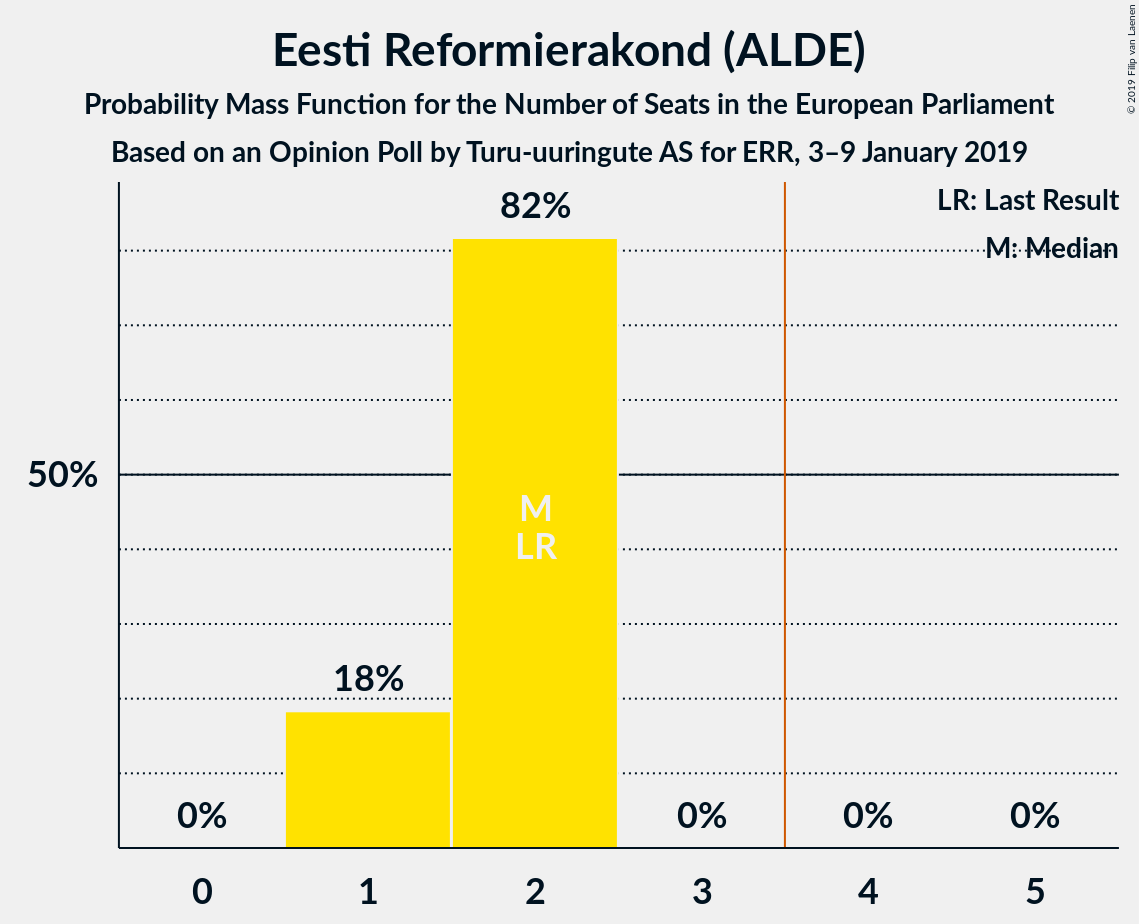 Eesti Reformierakond (ALDE)
Probability Mass Function for the Number of Seats in the European Parliament
Based on an Opinion Poll by Turu-uuringute AS for ERR, 3–9 January 2019
© 2019 Filip van Laenen
LR: Last Result
M: Median
82%
50%
M
LR
18%
0%
0%
0%
0%
0
1
2
3
4
5